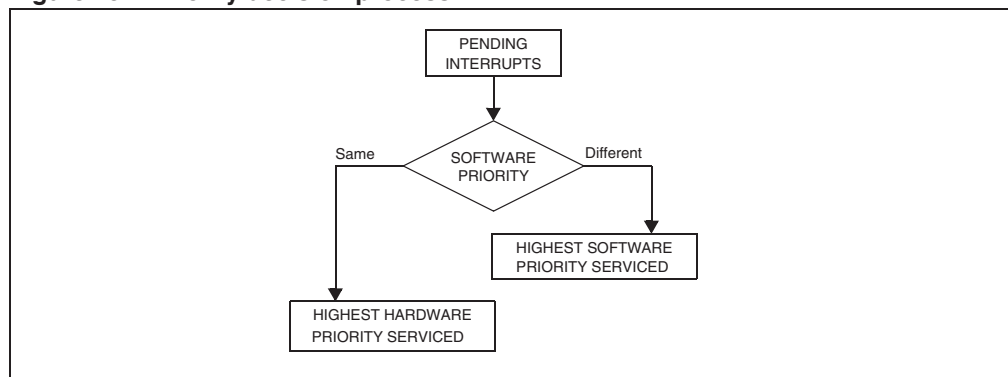 PENDING
INTERRUPTS
Same
SOFTWARE
PRIORITY
Different
HIGHEST SOFTWARE
PRIORITY SERVICED
HIGHEST HARDWARE
PRIORITY SERVICED